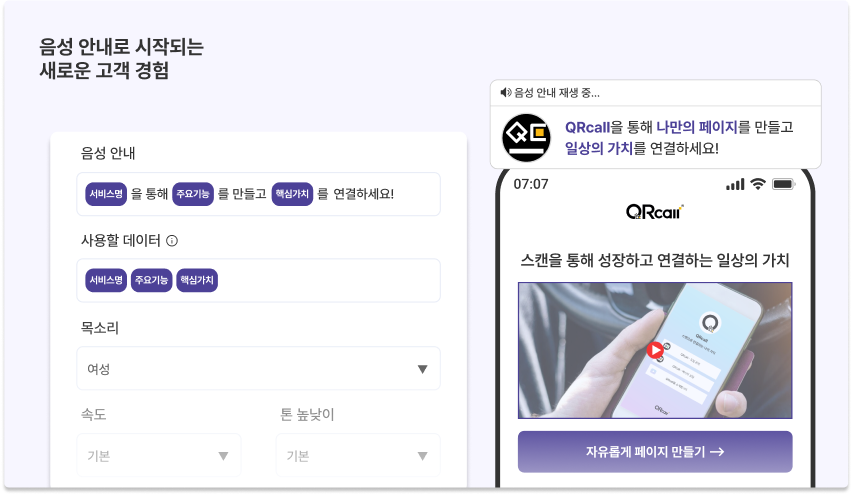 음성 안내로 시작되는
새로운 고객 경험
음성 안내
서비스명 을 통해 주요기능 를 만들고 핵심가치 를 연결하세요!
사용할 데이터
서비스명 주요기능 핵심가치
목소리
여성
속도
톤 높낮이
기본
기본
음성 안내 재생 중...
QRcall을 통해 나만의 페이지를 만들고
일상의 가치를 연결하세요!
07:07
QRcall
스캔을 통해 성장하고 연결하는 일상의 가치
QRcall
QRcall
자유롭게 페이지 만들기 →